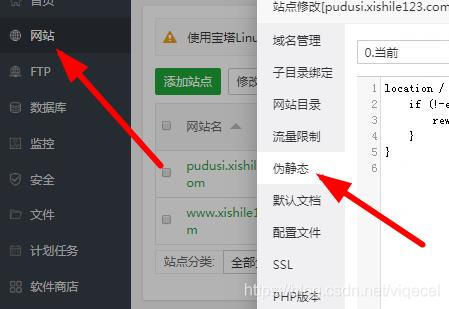 首页
网站
FTP
数据库
监控
安全
文件
计划任务
软件商店
使用宝塔Linu
添加站点
修改
网站名
pudusi.xishile
om
www.xishile1
m
站点分类:
全部
站点修改[pudusi.xishile123.com
域名管理
子目录绑定
网站目录
流量限制
伪静态
默认文档
配置文件
SSL
PHP版本
0.当前
1 location /
2 if (!-e
3 rew
4 }
5 }
6
https://blog.csdn.net/viqecel